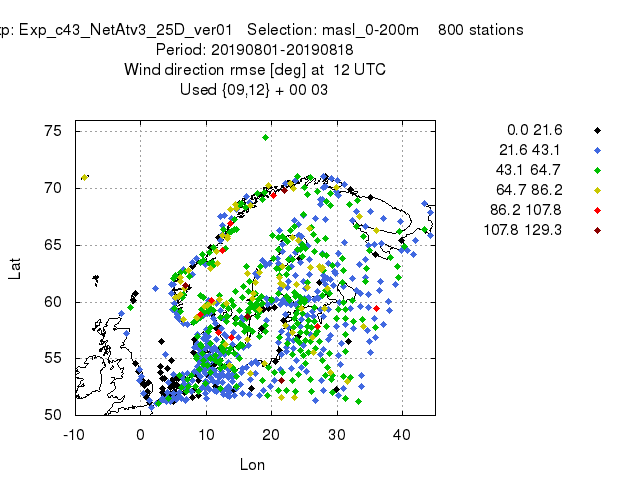 xp: Exp_c43_NetAtv3_25D_ver01 Selection: masl_0-200m 800 stations
Period: 20190801-20190818
Wind direction rmse [deg] at 12 UTC
Used {09,12} + 00 03
0.0 21.6
21.6 43.1
43.1 64.7
64.7 86.2
86.2 107.8
107.8 129.3
75
70
65
60
55
50
Lat
-10 0 10 20 30 40
Lon